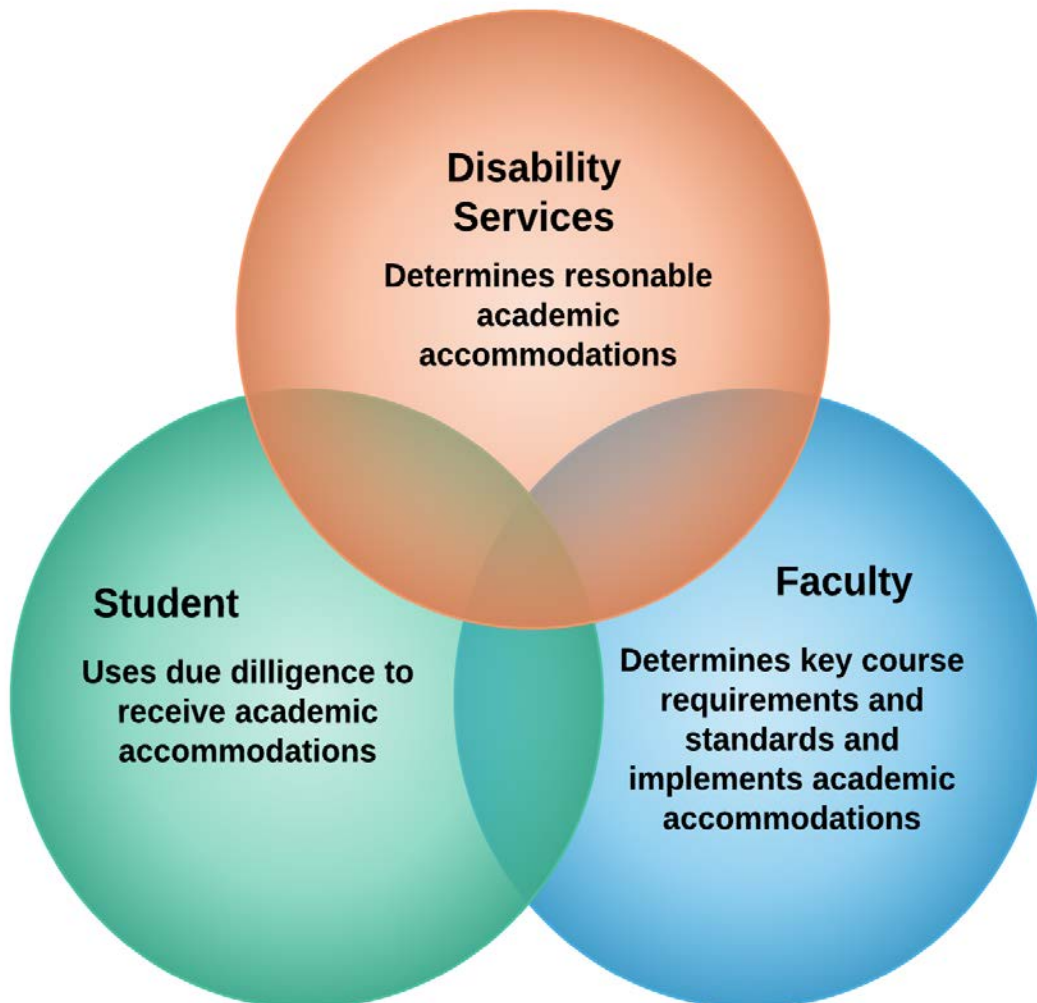 Disability
Services
Determines resonable
academic
accommodations
Student
Uses due dilligence to
receive academic
accommodations
Faculty
Determines key course
requirements and
standards and
implements academic
accommodations